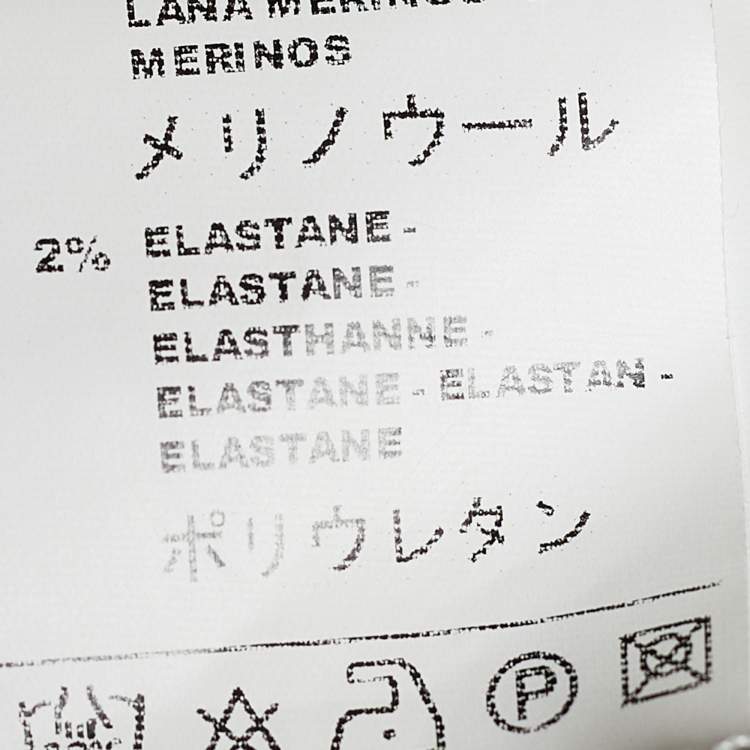 LANA MERINOS
MERINOS
メリノウール
2% ELASTANE -
ELASTANE -
ELASTHANNE -
ELASTANE - ELASTAN -
ELASTANE
ポリウレタン
P